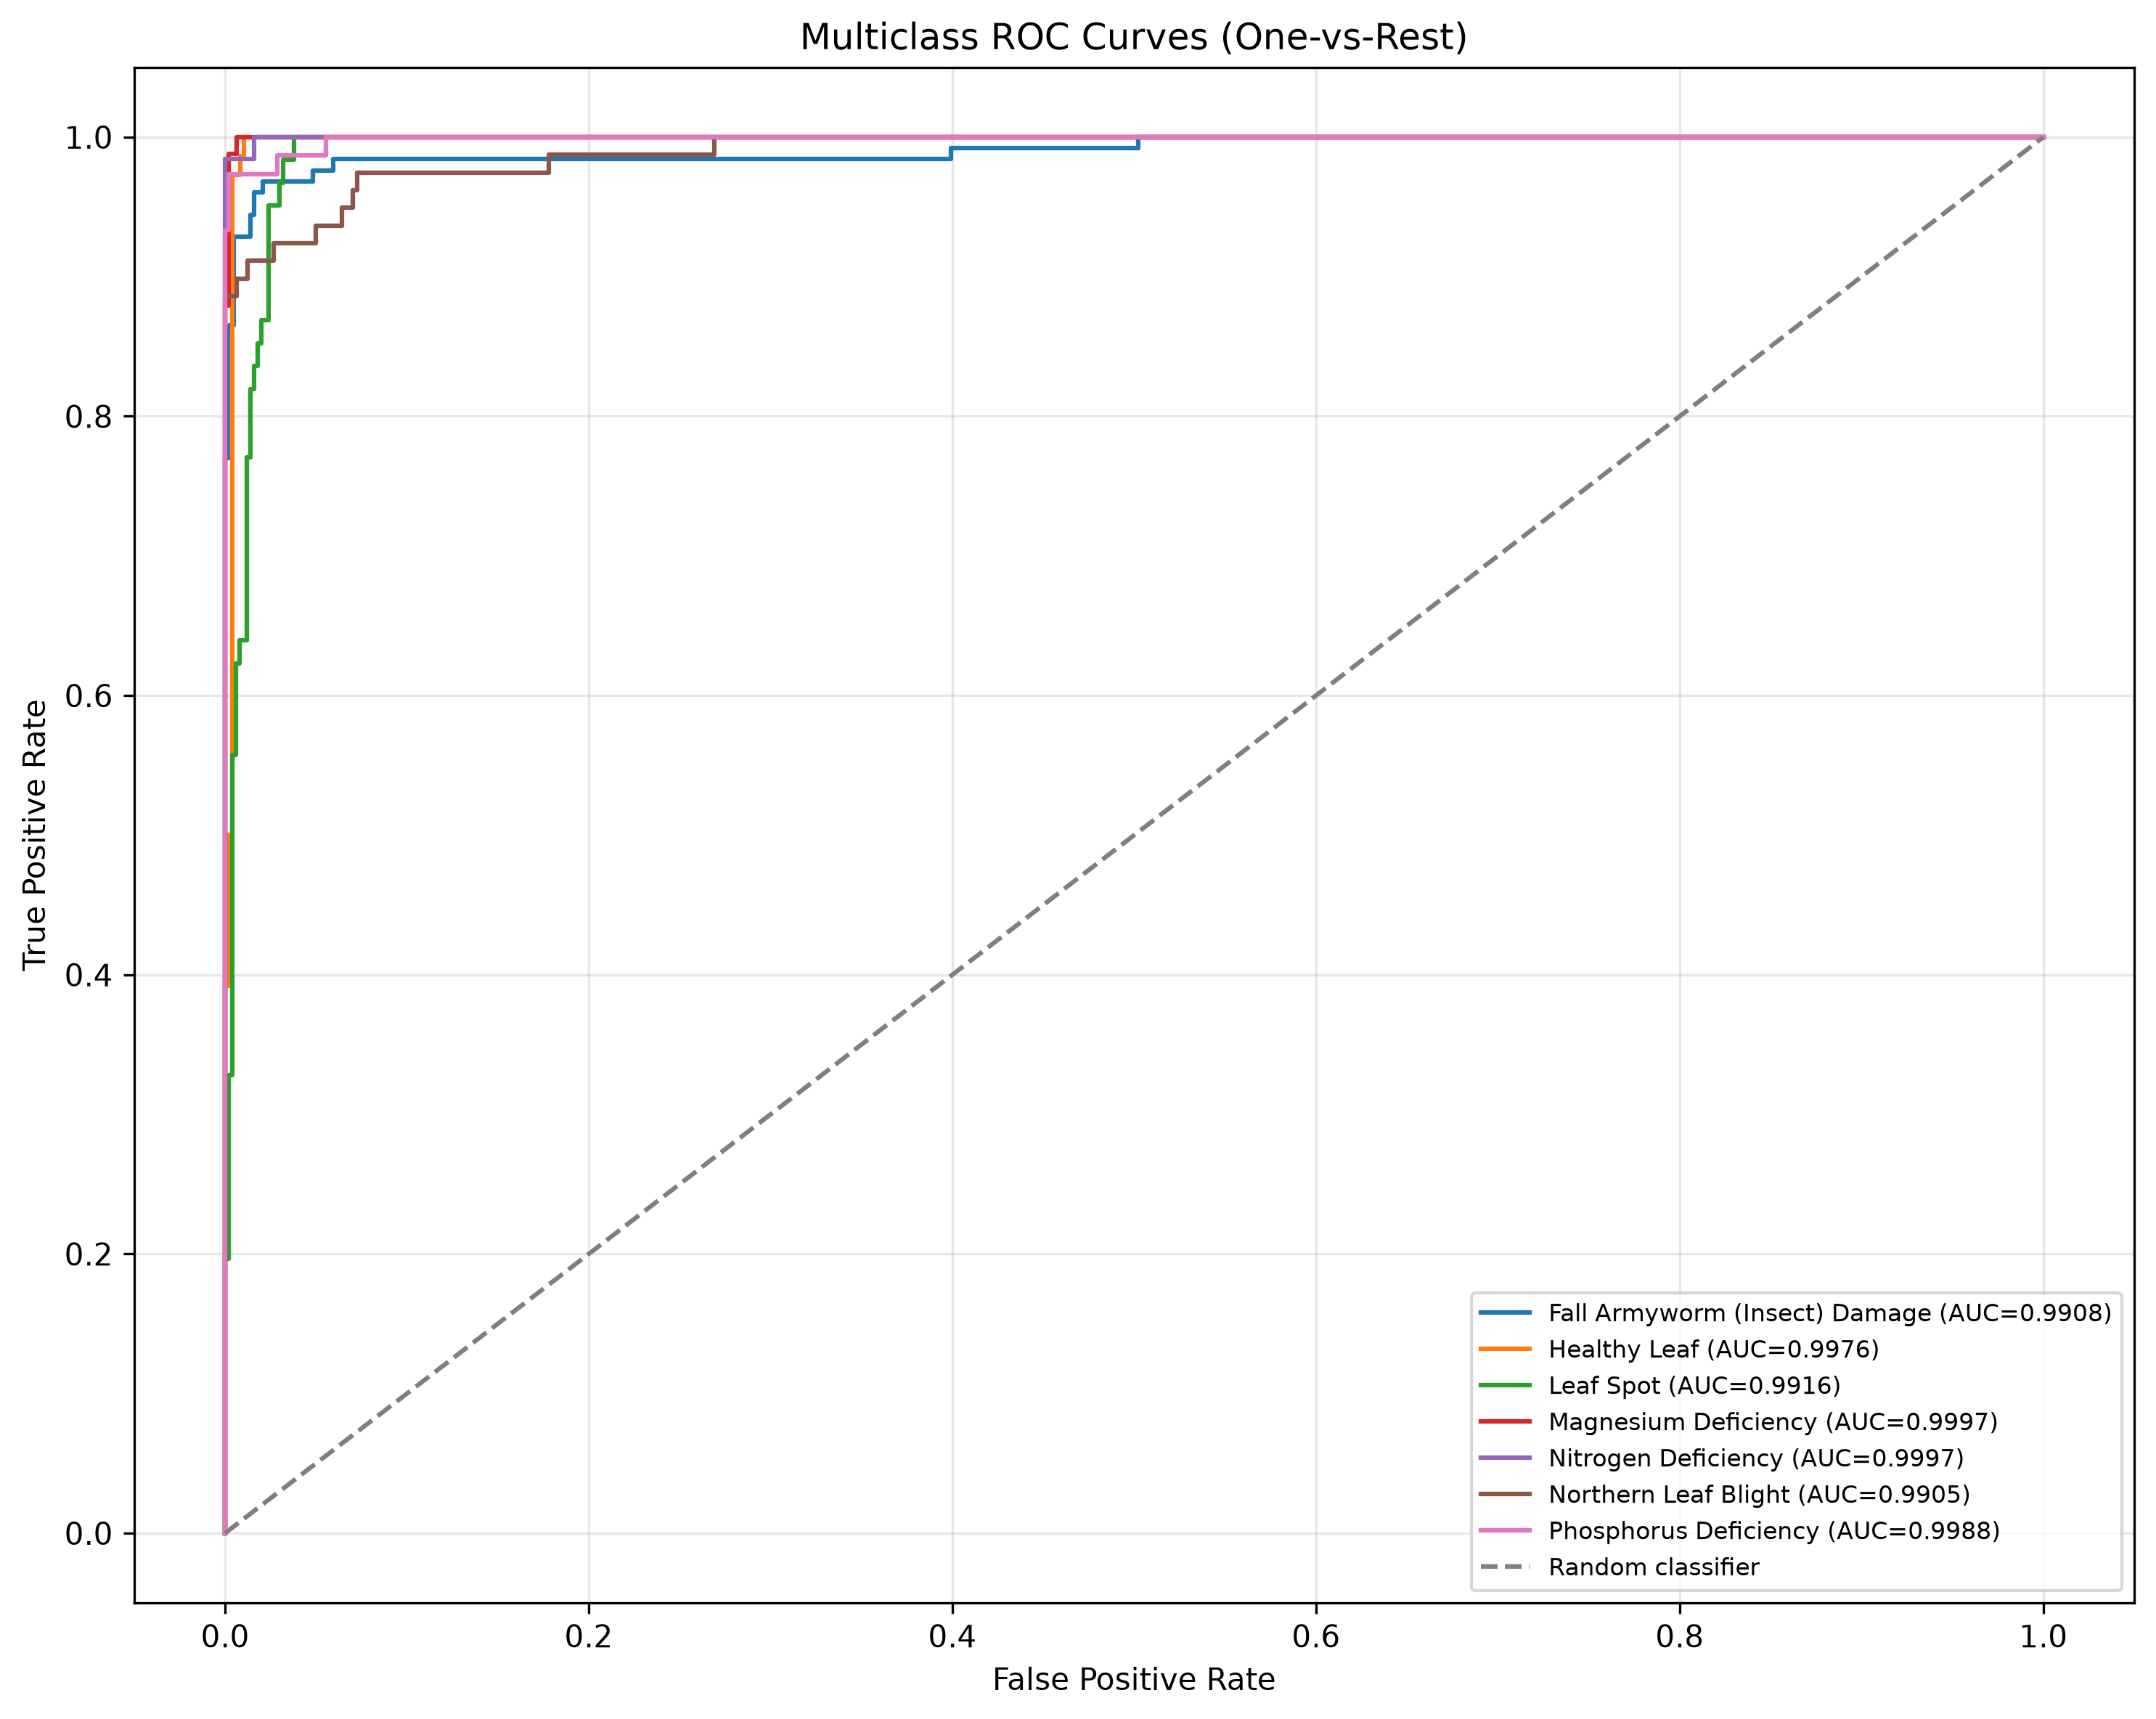 Multiclass ROC Curves (One-vs-Rest)
True Positive Rate
1.0
0.8
0.6
0.4
0.2
0.0
0.0 0.2 0.4 0.6 0.8 1.0
False Positive Rate
Fall Armyworm (Insect) Damage (AUC=0.9908)
Healthy Leaf (AUC=0.9976)
Leaf Spot (AUC=0.9916)
Magnesium Deficiency (AUC=0.9997)
Nitrogen Deficiency (AUC=0.9997)
Northern Leaf Blight (AUC=0.9905)
Phosphorus Deficiency (AUC=0.9988)
Random classifier